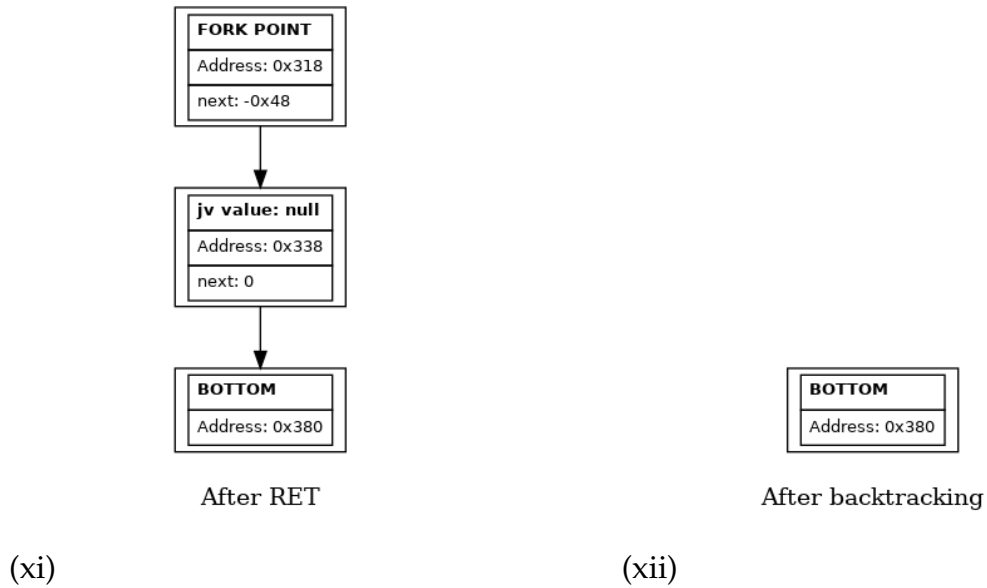 FORK POINT
Address: 0x318
next: -0x48
jv value: null
Address: 0x338
next: 0
BOTTOM
Address: 0x380
After RET
(xi)
BOTTOM
Address: 0x380
After backtracking
(xii)